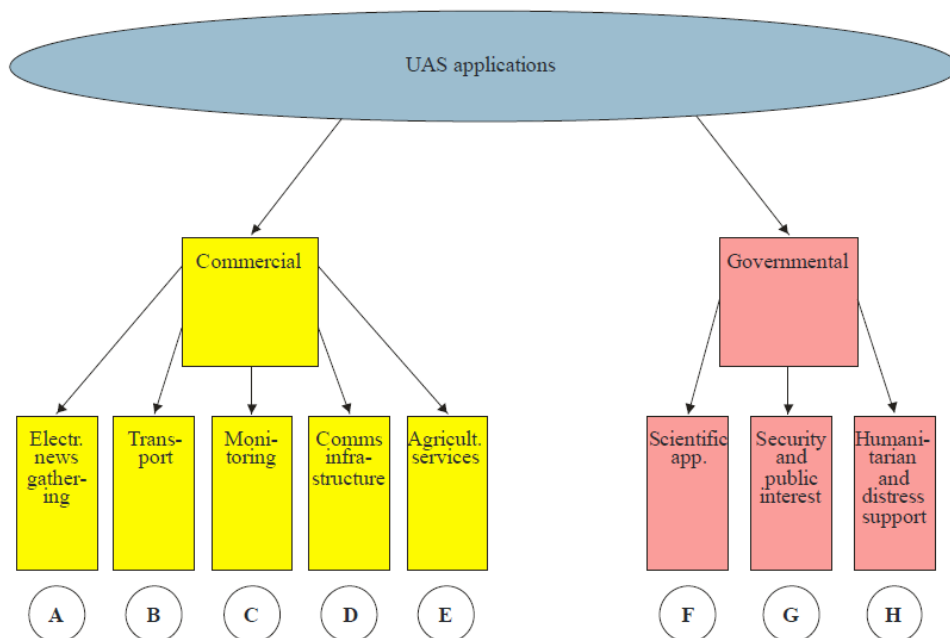 UAS applications
Commercial
Governmental
Electr.
news
gather-
ing
Trans-
port
Moni-
toring
Comms
infra-
structure
Agricult.
services
Scientific
app.
Security
and
public
interest
Humani-
tarian
and
distress
support
A
B
C
D
E
F
G
H